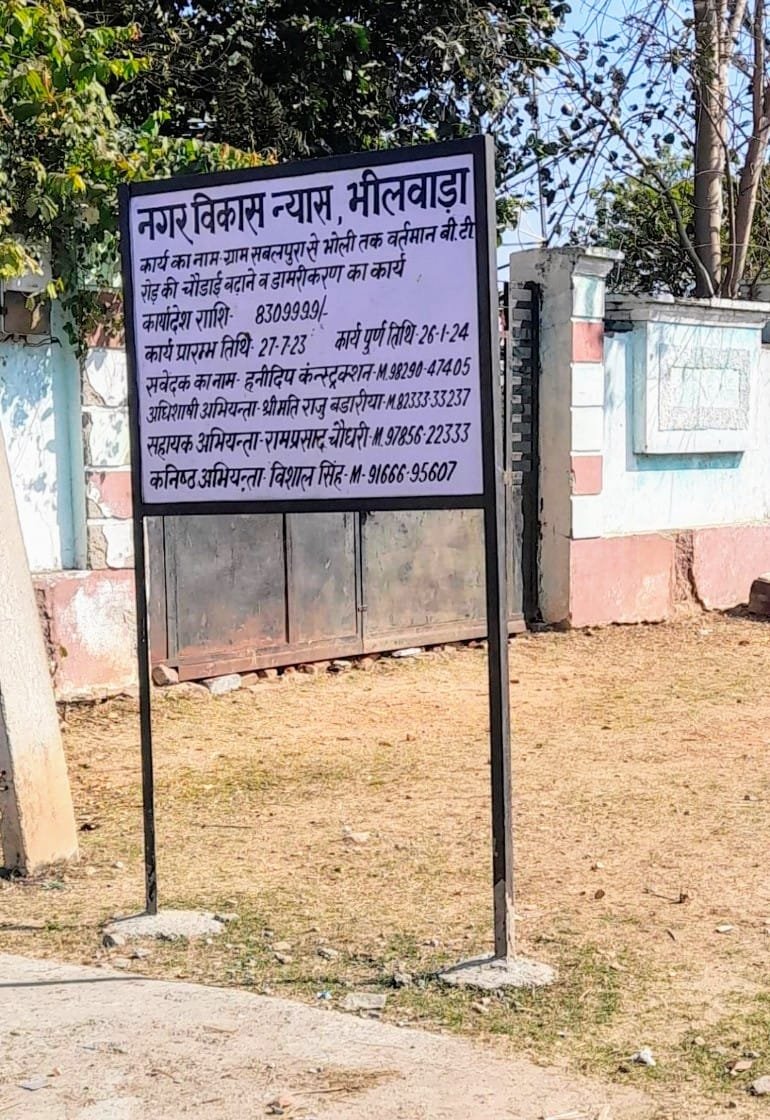 नगर विकास न्यास, भीलवाड़ा
कार्य का नाम-ग्राम सबलपुरा से भोली तक वर्तमान बी.टी.
रोड़ की चौडाई बढाने व डामरीकरण का कार्य
कार्यादेश राशि- 8309999/-
कार्य प्रारम्भ तिथि- 27-7-23 कार्य पुर्ण तिथि-26-1-24
सवेदक का नाम- हनीदिप कंन्स्ट्रक्शन-M.98290-47405
अधिशाषी अभियन्ता-श्रीमति राजु बडारीया-M.82333-33237
सहायक अभियन्ता-रामप्रसाद चौधरी-M.97856-22333
कनिष्ठ अभियन्ता- विशाल सिंह-M-91666-95607